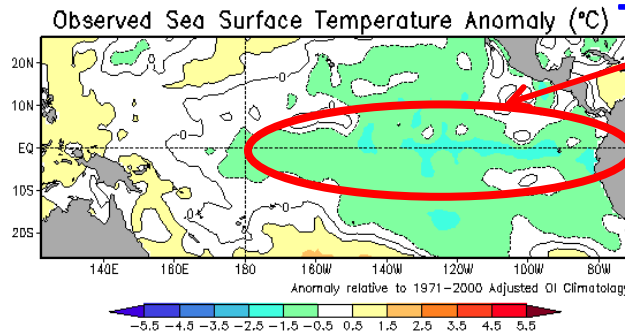 Observed Sea Surface Temperature Anomaly (°C)
20N
10N
EQ
10S
20S
0
0
0
0
0
140E 160E 180 160W 140W 120W 100W 80W
Anomaly relative to 1971-2000 Adjusted OI Climatology
-5.5 -4.5 -3.5 -2.5 -1.5 -0.5 0.5 1.5 2.5 3.5 4.5 5.5